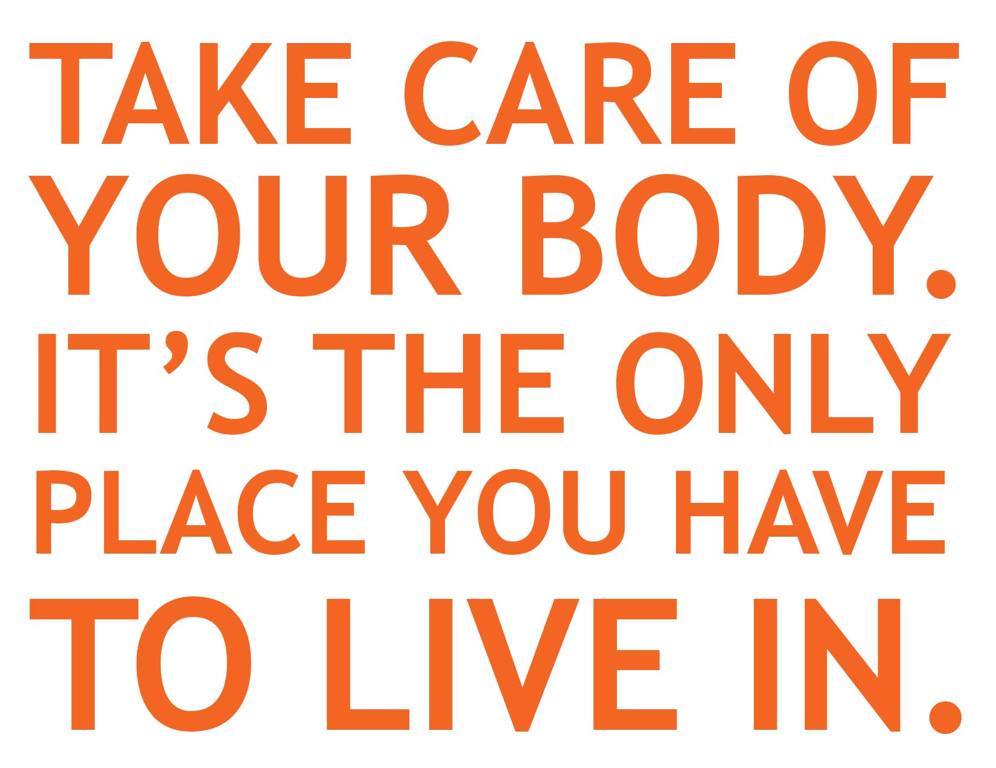 TAKE CARE OF
YOUR BODY.
IT’S THE ONLY
PLACE YOU HAVE
TO LIVE IN.